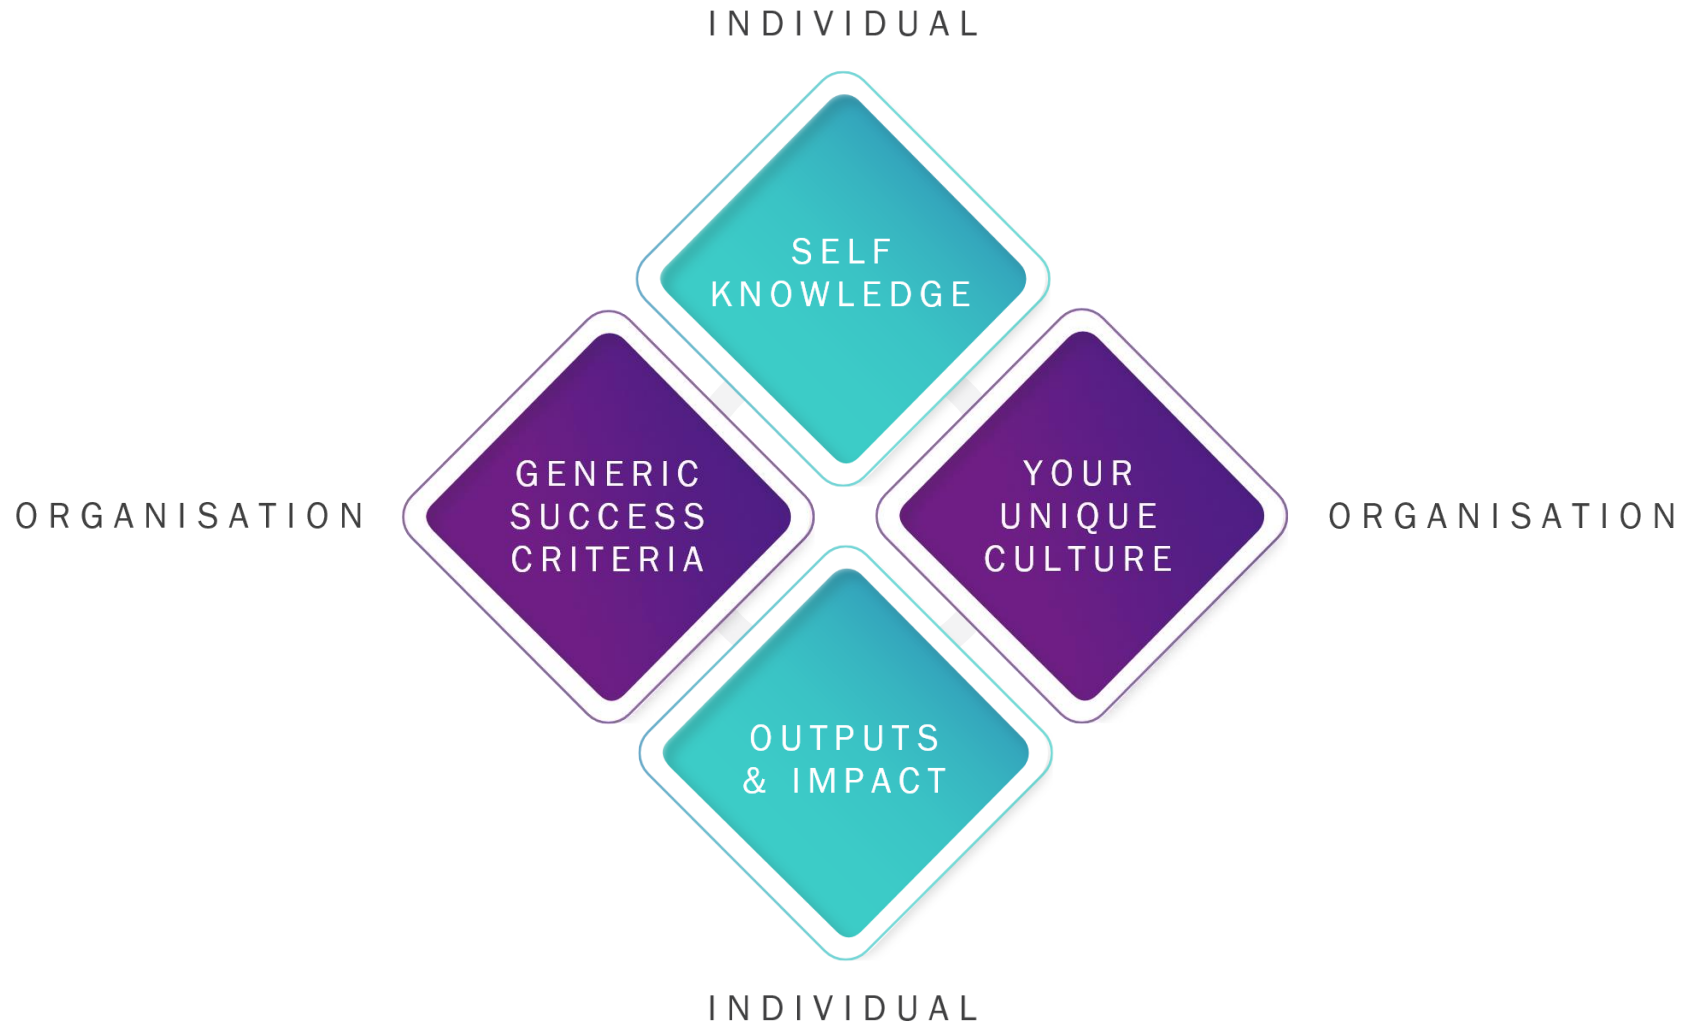 INDIVIDUAL
SELF
KNOWLEDGE
GENERIC
SUCCESS
CRITERIA
YOUR
UNIQUE
CULTURE
ORGANISATION
ORGANISATION
OUTPUTS
& IMPACT
INDIVIDUAL